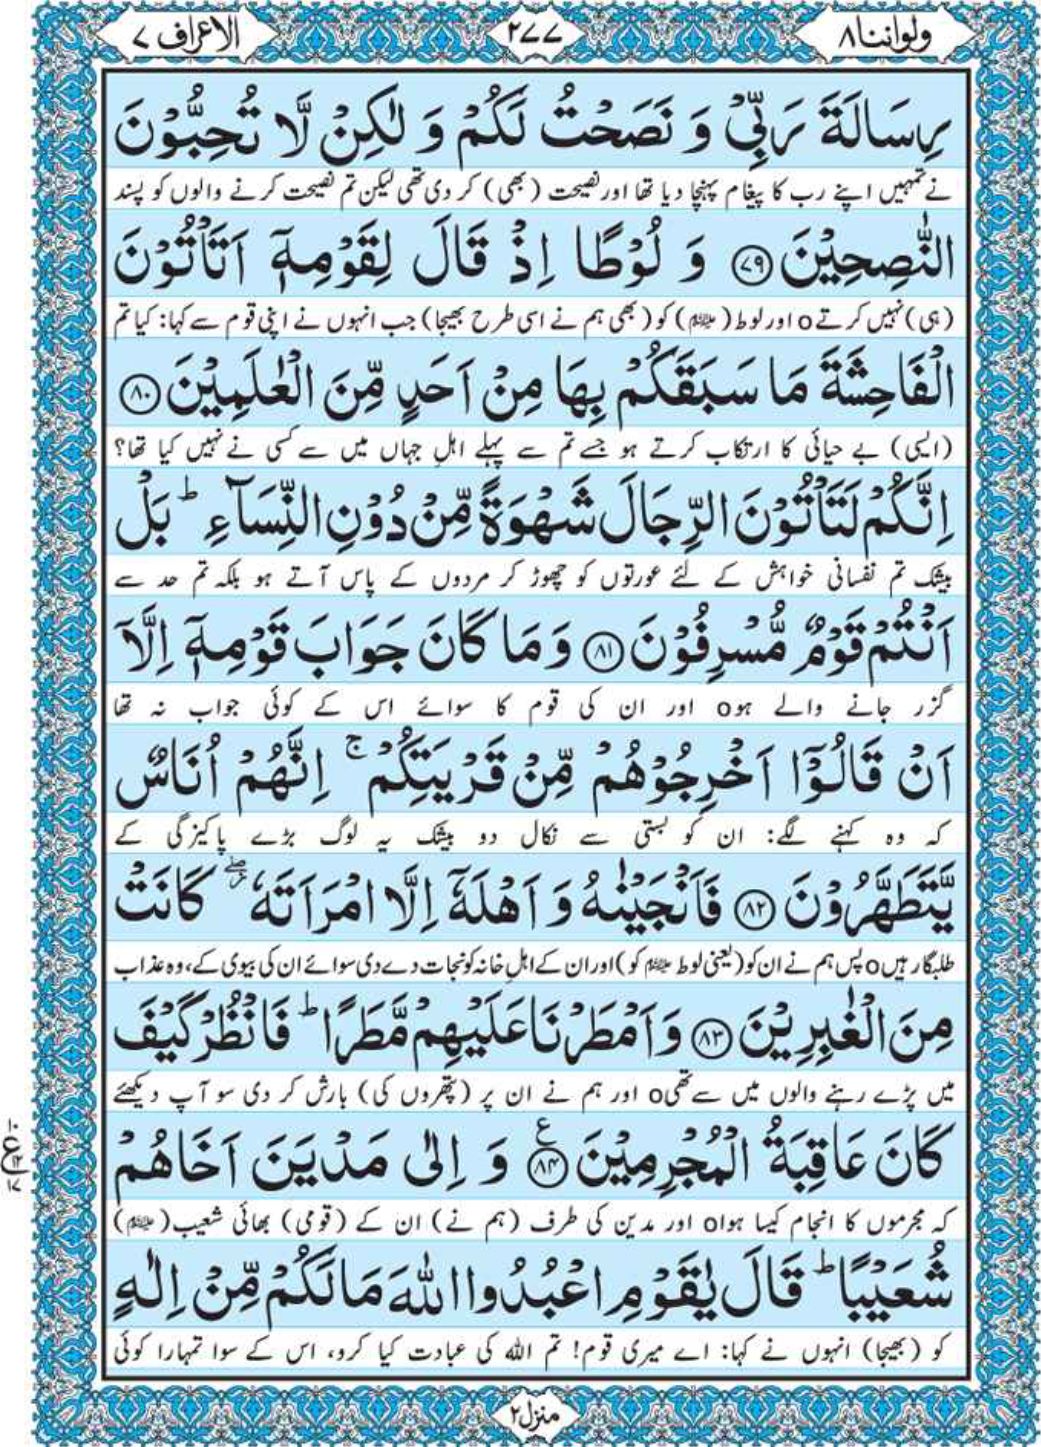 ولواننا ٨
٢٧٧
الاعراف ٧
رِسَالَةَ رَبِّیْ وَ نَصَحْتُ لَكُمْ وَ لٰكِنْ لَّا تُحِبُّوْنَ
نے تمہیں اپنے رب کا پیغام پہنچا دیا تھا اور نصیحت (بھی) کر دی تھی لیکن تم نصیحت کرنے والوں کو پسند
النّٰصِحِیْنَ ﴿۷۹﴾ وَ لُوْطًا اِذْ قَالَ لِقَوْمِهٖۤ اَتَاْتُوْنَ
(ہی) نہیں کرتے o اور لوط (علیہ السلام) کو (بھی ہم نے اسی طرح بھیجا) جب انہوں نے اپنی قوم سے کہا: کیا تم
الْفَاحِشَةَ مَا سَبَقَكُمْ بِهَا مِنْ اَحَدٍ مِّنَ الْعٰلَمِیْنَ ﴿۸۰﴾
(ایسی) بے حیائی کا ارتکاب کرتے ہو جسے تم سے پہلے اہلِ جہاں میں سے کسی نے نہیں کیا تھا؟
اِنَّكُمْ لَتَاْتُوْنَ الرِّجَالَ شَهْوَةً مِّنْ دُوْنِ النِّسَآءِ ؕ بَلْ
بیشک تم نفسانی خواہش کے لئے عورتوں کو چھوڑ کر مردوں کے پاس آتے ہو بلکہ تم حد سے
اَنْتُمْ قَوْمٌ مُّسْرِفُوْنَ ﴿۸۱﴾ وَ مَا كَانَ جَوَابَ قَوْمِهٖۤ اِلَّاۤ
گزر جانے والے ہو o اور ان کی قوم کا سوائے اس کے کوئی جواب نہ تھا
اَنْ قَالُوْۤا اَخْرِجُوْهُمْ مِّنْ قَرْیَتِكُمْ ۚ اِنَّهُمْ اُنَاسٌ
کہ وہ کہنے لگے: ان کو بستی سے نکال دو بیشک یہ لوگ بڑے پاکیزگی کے
یَّتَطَهَّرُوْنَ ﴿۸۲﴾ فَاَنْجَیْنٰهُ وَ اَهْلَهٗۤ اِلَّا امْرَاَتَهٗ ۖ٘ كَانَتْ
طلبگار ہیں o پس ہم نے ان کو (یعنی لوط علیہ السلام کو) اور ان کے اہلِ خانہ کو نجات دے دی سوائے ان کی بیوی کے، وہ عذاب
مِنَ الْغٰبِرِیْنَ ﴿۸۳﴾ وَ اَمْطَرْنَا عَلَیْهِمْ مَّطَرًا ؕ فَانْظُرْ كَیْفَ
میں پڑے رہنے والوں میں سے تھی o اور ہم نے ان پر (پتھروں کی) بارش کر دی سو آپ دیکھئے
كَانَ عَاقِبَةُ الْمُجْرِمِیْنَ ﴿۸۴﴾ ع وَ اِلٰی مَدْیَنَ اَخَاهُمْ
کہ مجرموں کا انجام کیسا ہوا o اور مدین کی طرف (ہم نے) ان کے (قومی) بھائی شعیب (علیہ السلام)
شُعَیْبًا ؕ قَالَ یٰقَوْمِ اعْبُدُوا اللّٰهَ مَا لَكُمْ مِّنْ اِلٰهٍ
کو (بھیجا) انہوں نے کہا: اے میری قوم! تم اللہ کی عبادت کیا کرو، اس کے سوا تمہارا کوئی
منزل ٢